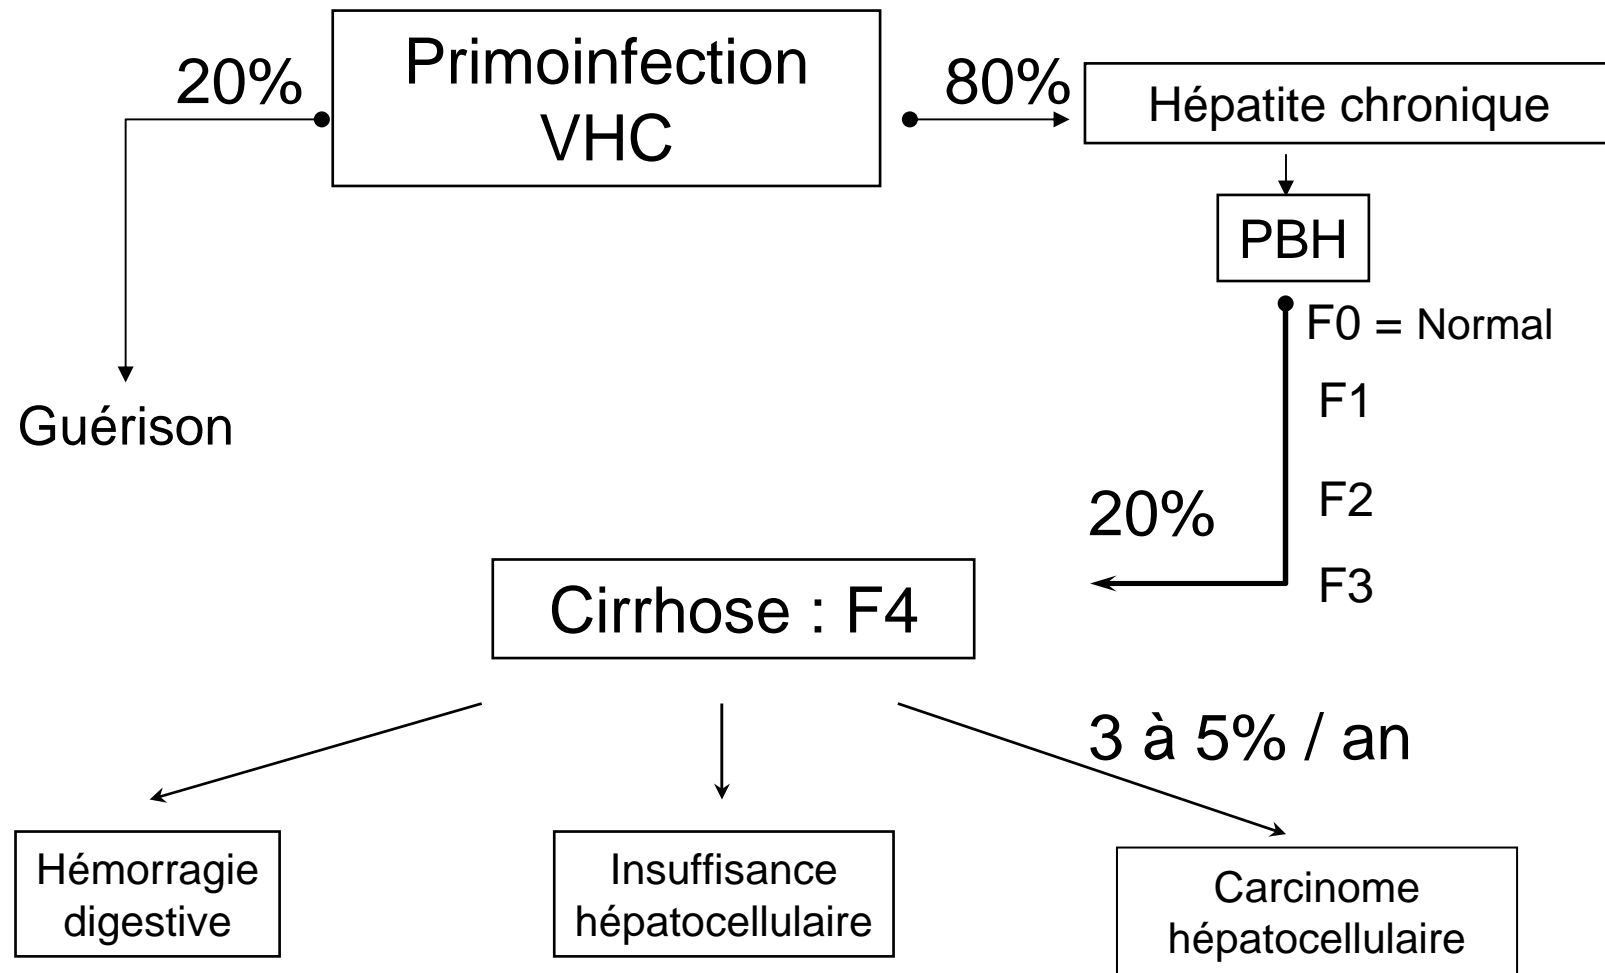 20%
Primoinfection
VHC
80%
Hépatite chronique
PBH
F0 = Normal
F1
Guérison
20%
F2
F3
Cirrhose : F4
3 à 5% / an
Hémorragie
digestive
Insuffisance
hépatocellulaire
Carcinome
hépatocellulaire